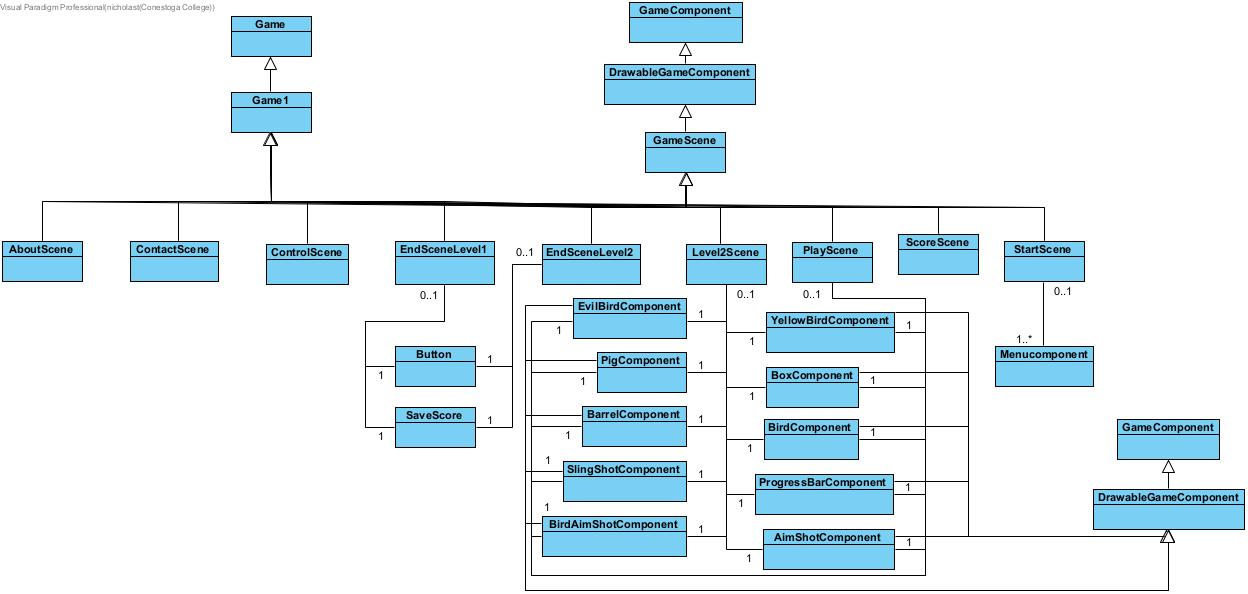 Visual Paradigm Professional(nicholast(Conestoga College))
GameComponent
Game
DrawableGameComponent
Game1
GameScene
AboutScene
ContactScene
ControlScene
EndSceneLevel1
0..1
EndSceneLevel2
Level2Scene
PlayScene
ScoreScene
StartScene
0..1
0..1
0..1
0..1
EvilBirdComponent
1
1
YellowBirdComponent
1
1
1..*
Button
1
1
PigComponent
1
1
BoxComponent
1
1
Menucomponent
SaveScore
1
1
BarrelComponent
1
1
BirdComponent
1
1
GameComponent
1
SlingShotComponent
1
ProgressBarComponent
1
1
DrawableGameComponent
1
BirdAimShotComponent
1
AimShotComponent
1
1